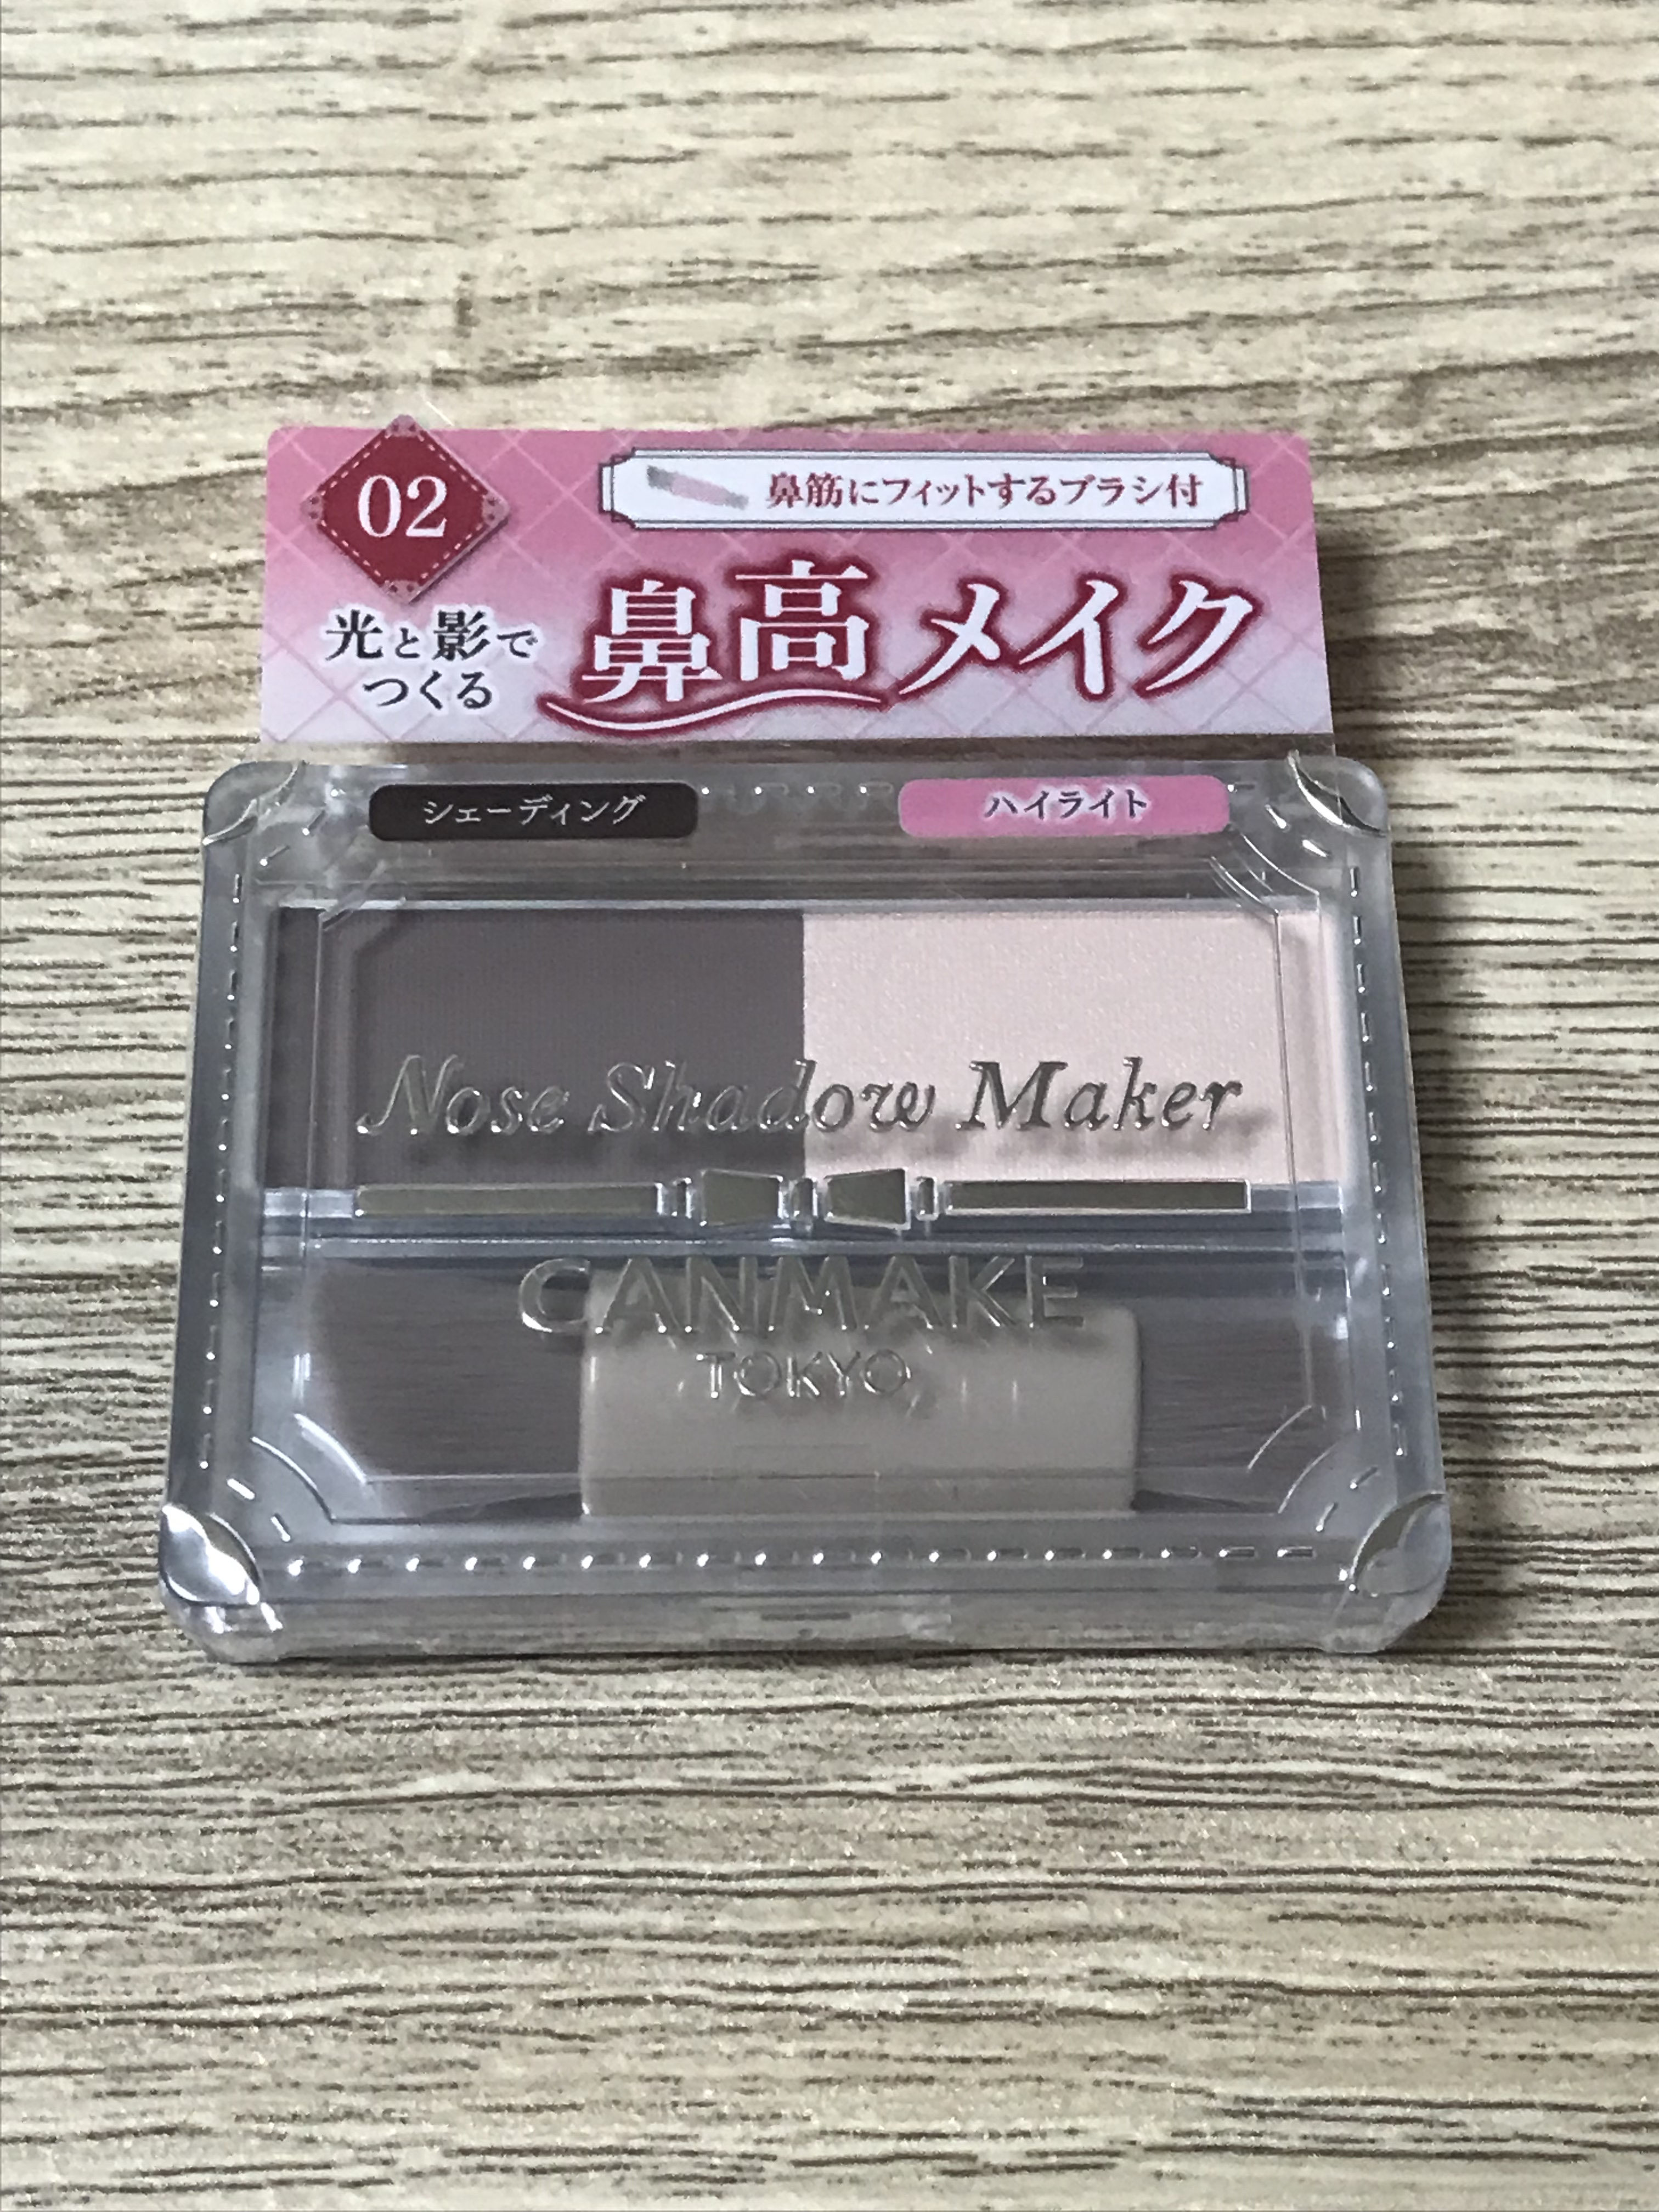 02
鼻筋にフィットするブラシ付
光と影で
つくる
鼻高メイク
シェーディング
ハイライト
Nose Shadow Maker
CANMAKE
TOKYO